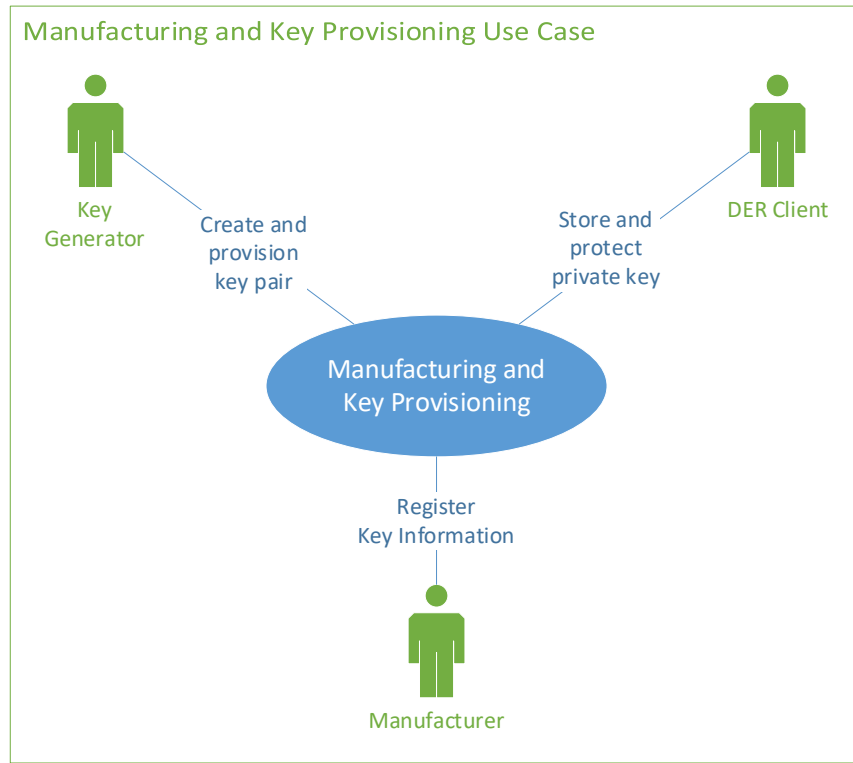 Manufacturing and Key Provisioning Use Case
Key
Generator
DER Client
Create and
provision
key pair
Store and
protect
private key
Manufacturing and
Key Provisioning
Register
Key Information
Manufacturer